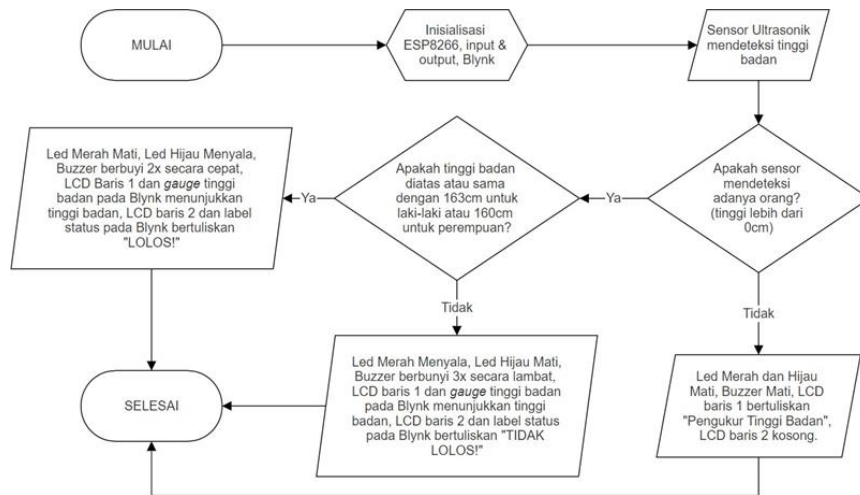 MULAI
Inisialisasi
ESP8266, input &
output, Blynk
Sensor Ultrasonik
mendeteksi tinggi
badan
Apakah sensor
mendeteksi
adanya orang?
(tinggi lebih dari
0cm)
Ya
Apakah tinggi badan
diatas atau sama
dengan 163cm untuk
laki-laki atau 160cm
untuk perempuan?
Ya
Led Merah Mati, Led Hijau Menyala,
Buzzer berbuyi 2x secara cepat,
LCD Baris 1 dan gauge tinggi
badan pada Blynk menunjukkan
tinggi badan, LCD baris 2 dan label
status pada Blynk bertuliskan
"LOLOS!"
Tidak
Led Merah Menyala, Led Hijau Mati,
Buzzer berbunyi 3x secara lambat,
LCD baris 1 dan gauge tinggi badan
pada Blynk menunjukkan tinggi
badan, LCD baris 2 dan label status
pada Blynk bertuliskan "TIDAK
LOLOS!"
Tidak
Led Merah dan Hijau
Mati, Buzzer Mati, LCD
baris 1 bertuliskan
"Pengukur Tinggi Badan",
LCD baris 2 kosong.
SELESAI